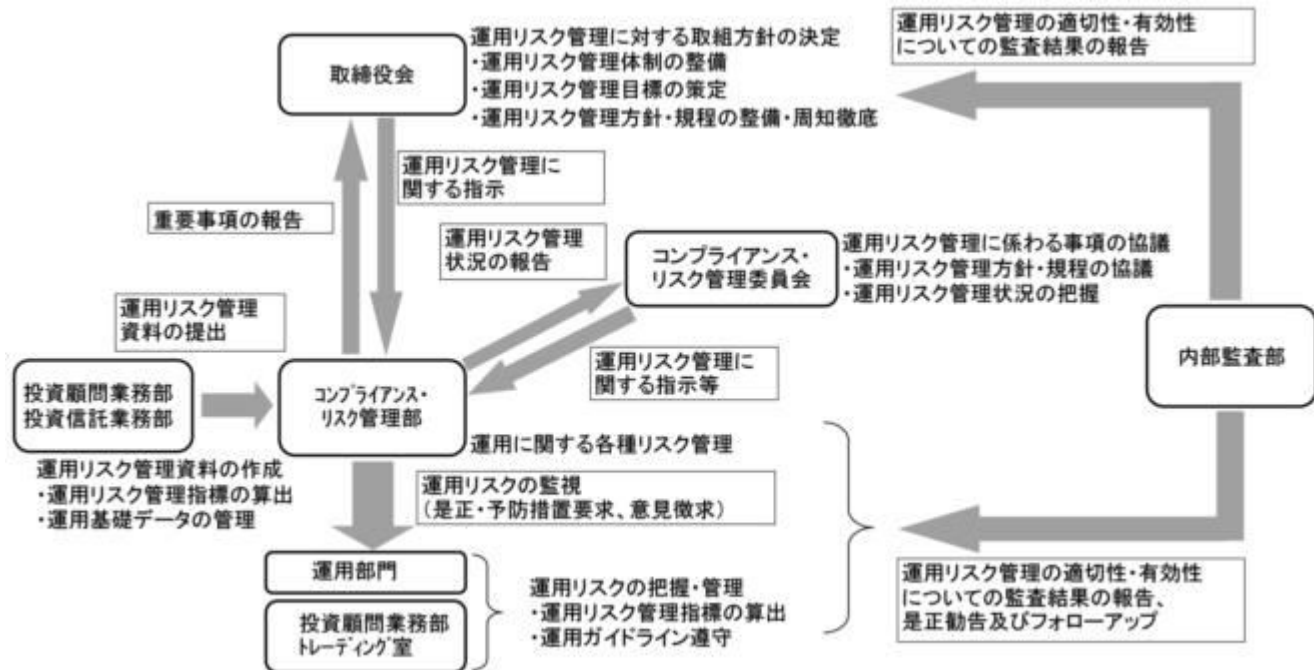 運用リスク管理に対する取組方針の決定
・運用リスク管理体制の整備
・運用リスク管理目標の策定
・運用リスク管理方針・規程の整備・周知徹底
取締役会
運用リスク管理の適切性・有効性
についての監査結果の報告
運用リスク管理に
関する指示
重要事項の報告
運用リスク管理
状況の報告
コンプライアンス・
リスク管理委員会
運用リスク管理に係わる事項の協議
・運用リスク管理方針・規程の協議
・運用リスク管理状況の把握
運用リスク管理
資料の提出
運用リスク管理に
関する指示等
内部監査部
投資顧問業務部
投資信託業務部
コンプライアンス・
リスク管理部
運用に関する各種リスク管理
運用リスク管理資料の作成
・運用リスク管理指標の算出
・運用基礎データの管理
運用リスクの監視
(是正・予防措置要求、意見徴求)
運用部門
投資顧問業務部
トレーディング室
運用リスクの把握・管理
・運用リスク管理指標の算出
・運用ガイドライン遵守
運用リスク管理の適切性・有効性
についての監査結果の報告、
是正勧告及びフォローアップ